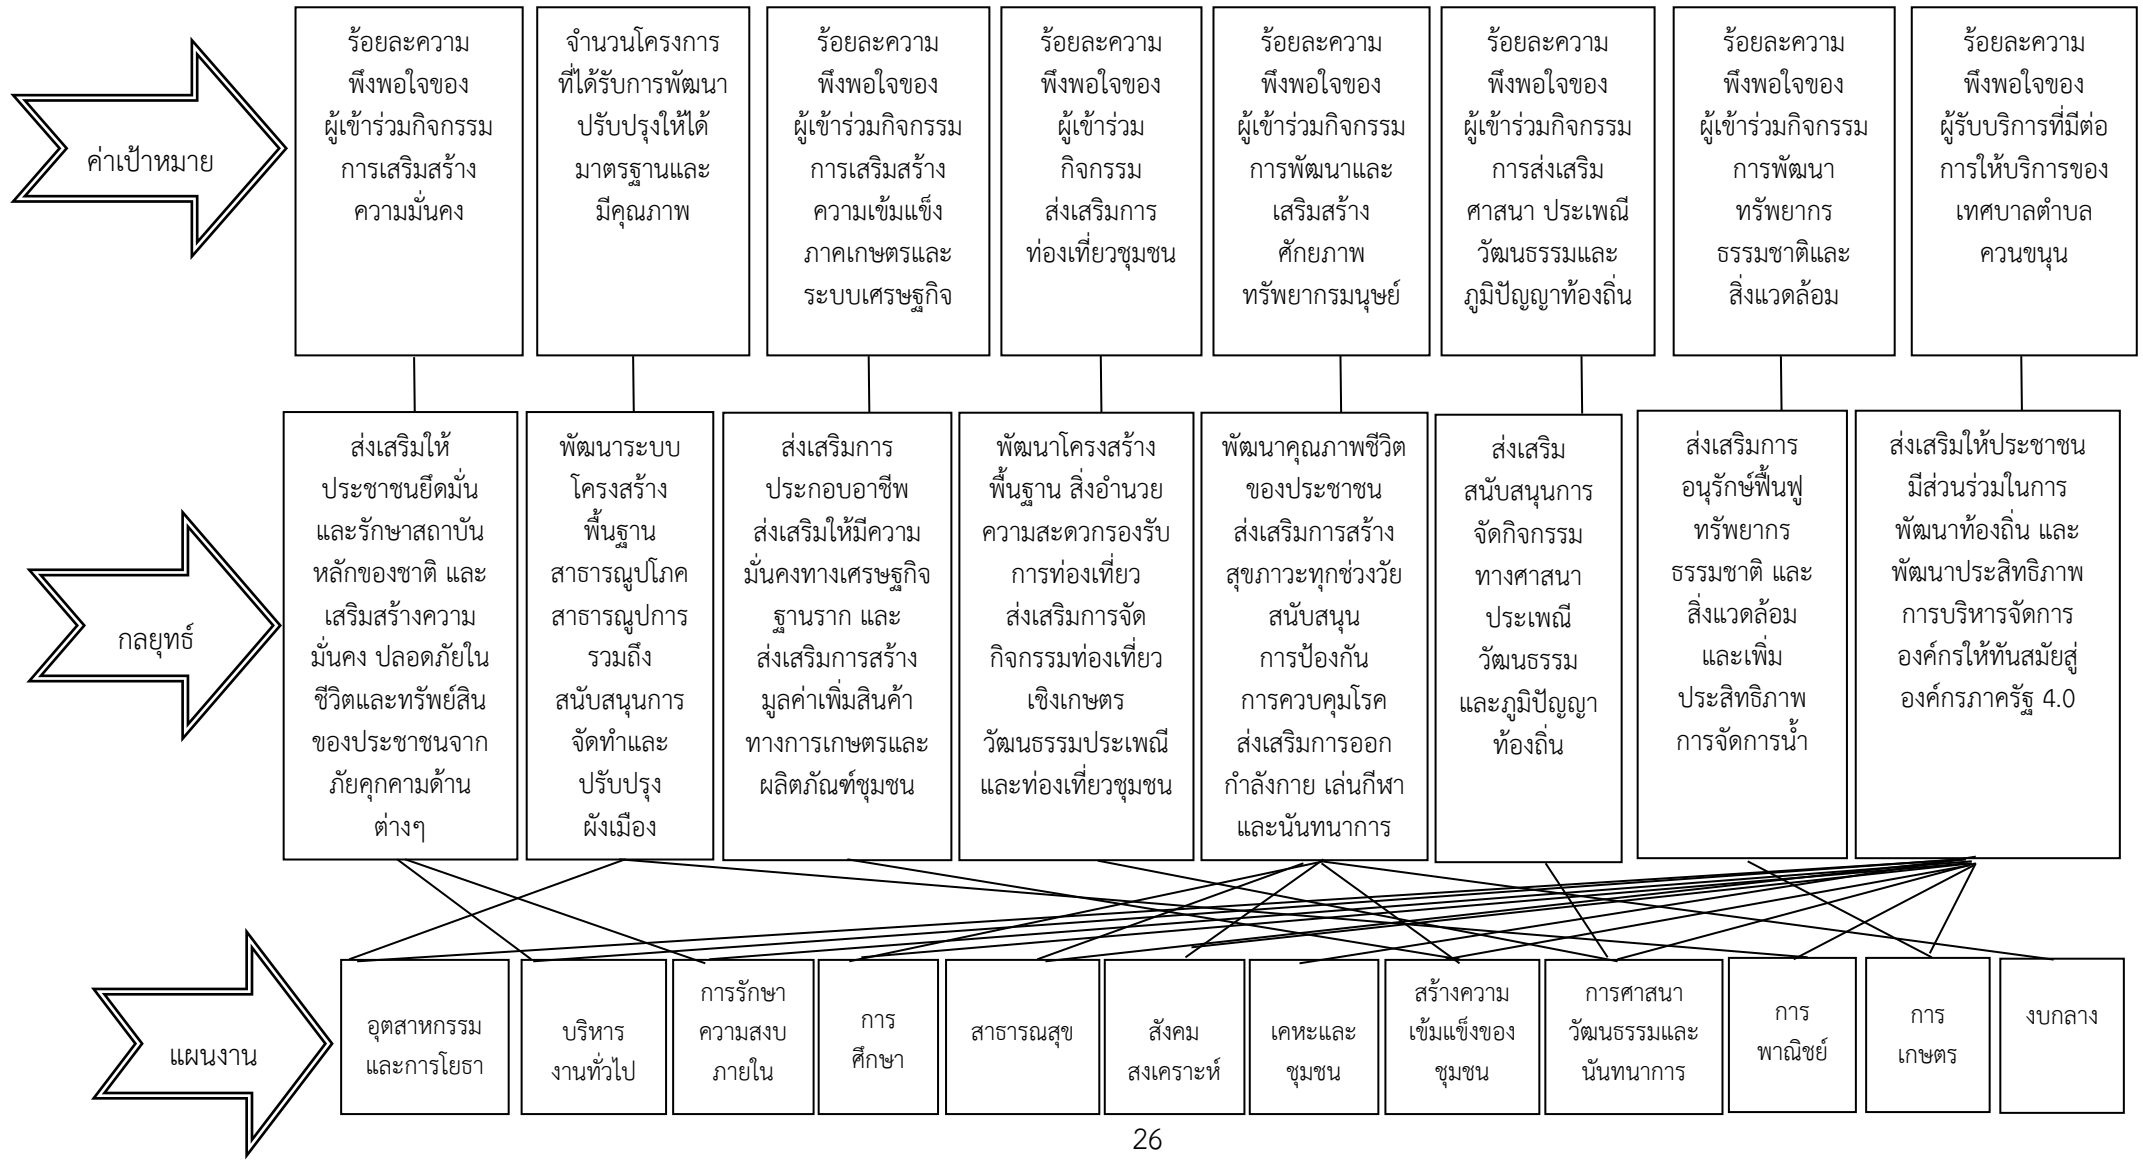 ค่าเป้าหมาย
ร้อยละความ
พึงพอใจของ
ผู้เข้าร่วมกิจกรรม
การเสริมสร้าง
ความมั่นคง
จำนวนโครงการ
ที่ได้รับการพัฒนา
ปรับปรุงให้ได้
มาตรฐานและ
มีคุณภาพ
ร้อยละความ
พึงพอใจของ
ผู้เข้าร่วมกิจกรรม
การเสริมสร้าง
ความเข้มแข็ง
ภาคเกษตรและ
ระบบเศรษฐกิจ
ร้อยละความ
พึงพอใจของ
ผู้เข้าร่วม
กิจกรรม
ส่งเสริมการ
ท่องเที่ยวชุมชน
ร้อยละความ
พึงพอใจของ
ผู้เข้าร่วมกิจกรรม
การพัฒนาและ
เสริมสร้าง
ศักยภาพ
ทรัพยากรมนุษย์
ร้อยละความ
พึงพอใจของ
ผู้เข้าร่วมกิจกรรม
การส่งเสริม
ศาสนา ประเพณี
วัฒนธรรมและ
ภูมิปัญญาท้องถิ่น
ร้อยละความ
พึงพอใจของ
ผู้เข้าร่วมกิจกรรม
การพัฒนา
ทรัพยากร
ธรรมชาติและ
สิ่งแวดล้อม
ร้อยละความ
พึงพอใจของ
ผู้รับบริการที่มีต่อ
การให้บริการของ
เทศบาลตำบล
ควนขนุน
กลยุทธ์
ส่งเสริมให้
ประชาชนยึดมั่น
และรักษาสถาบัน
หลักของชาติ และ
เสริมสร้างความ
มั่นคง ปลอดภัยใน
ชีวิตและทรัพย์สิน
ของประชาชนจาก
ภัยคุกคามด้าน
ต่างๆ
พัฒนาระบบ
โครงสร้าง
พื้นฐาน
สาธารณูปโภค
สาธารณูปการ
รวมถึง
สนับสนุนการ
จัดทำและ
ปรับปรุง
ผังเมือง
ส่งเสริมการ
ประกอบอาชีพ
ส่งเสริมให้มีความ
มั่นคงทางเศรษฐกิจ
ฐานราก และ
ส่งเสริมการสร้าง
มูลค่าเพิ่มสินค้า
ทางการเกษตรและ
ผลิตภัณฑ์ชุมชน
พัฒนาโครงสร้าง
พื้นฐาน สิ่งอำนวย
ความสะดวกรองรับ
การท่องเที่ยว
ส่งเสริมการจัด
กิจกรรมท่องเที่ยว
เชิงเกษตร
วัฒนธรรมประเพณี
และท่องเที่ยวชุมชน
พัฒนาคุณภาพชีวิต
ของประชาชน
ส่งเสริมการสร้าง
สุขภาวะทุกช่วงวัย
สนับสนุน
การป้องกัน
การควบคุมโรค
ส่งเสริมการออก
กำลังกาย เล่นกีฬา
และนันทนาการ
ส่งเสริม
สนับสนุนการ
จัดกิจกรรม
ทางศาสนา
ประเพณี
วัฒนธรรม
และภูมิปัญญา
ท้องถิ่น
ส่งเสริมการ
อนุรักษ์ฟื้นฟู
ทรัพยากร
ธรรมชาติ และ
สิ่งแวดล้อม
และเพิ่ม
ประสิทธิภาพ
การจัดการน้ำ
ส่งเสริมให้ประชาชน
มีส่วนร่วมในการ
พัฒนาท้องถิ่น และ
พัฒนาประสิทธิภาพ
การบริหารจัดการ
องค์กรให้ทันสมัยสู่
องค์กรภาครัฐ 4.0
แผนงาน
อุตสาหกรรม
และการโยธา
บริหาร
งานทั่วไป
การรักษา
ความสงบ
ภายใน
การ
ศึกษา
สาธารณสุข
สังคม
สงเคราะห์
เคหะและ
ชุมชน
สร้างความ
เข้มแข็งของ
ชุมชน
การศาสนา
วัฒนธรรมและ
นันทนาการ
การ
พาณิชย์
การ
เกษตร
งบกลาง
26